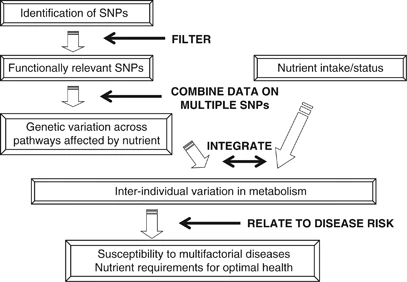 Identification of SNPs
FILTER
Functionally relevant SNPs
Nutrient intake/status
COMBINE DATA ON
MULTIPLE SNPs
Genetic variation across
pathways affected by nutrient
INTEGRATE
Inter-individual variation in metabolism
RELATE TO DISEASE RISK
Susceptibility to multifactorial diseases
Nutrient requirements for optimal health